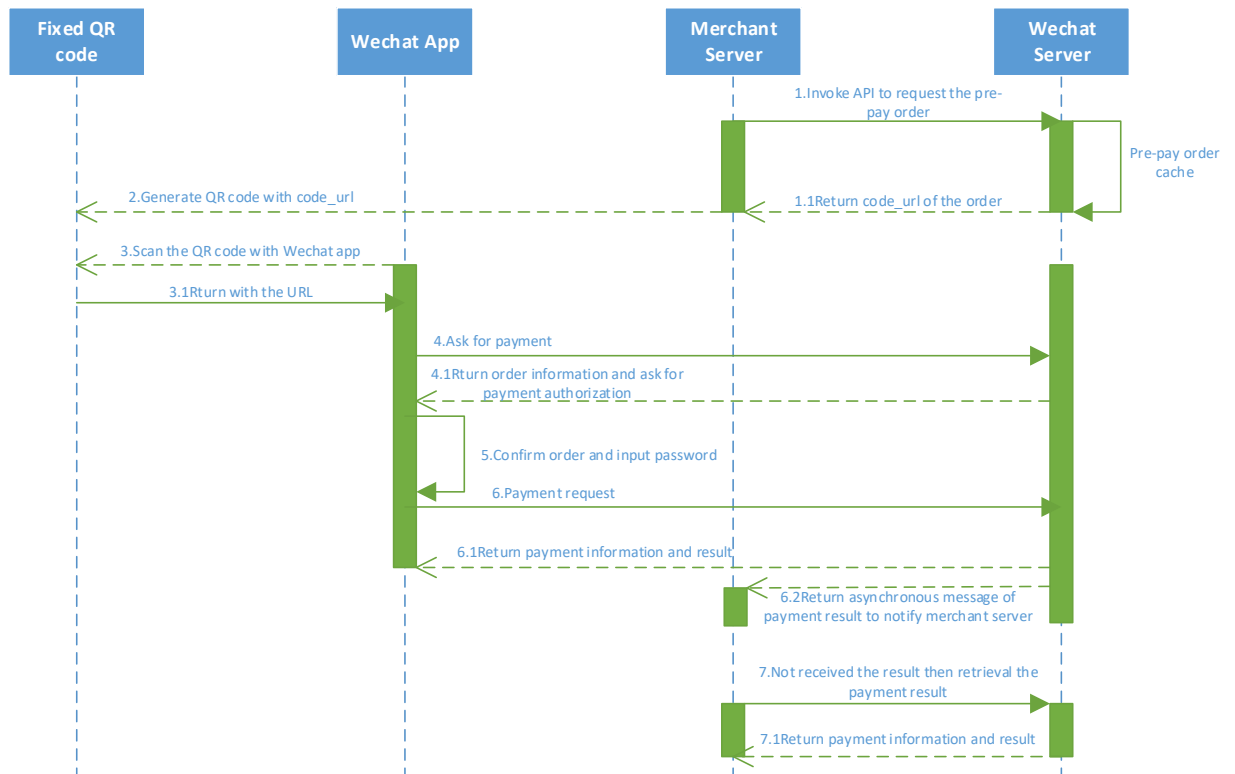 Fixed QR
code
Wechat App
Merchant
Server
Wechat
Server
1.Invoke API to request the pre-
pay order
Pre-pay order
cache
2.Generate QR code with code_url
1.1Return code_url of the order
3.Scan the QR code with Wechat app
3.1Rturn with the URL
4.Ask for payment
4.1Rturn order information and ask for
payment authorization
5.Confirm order and input password
6.Payment request
6.1Return payment information and result
6.2Return asynchronous message of
payment result to notify merchant server
7.Not received the result then retrieval the
payment result
7.1Return payment information and result